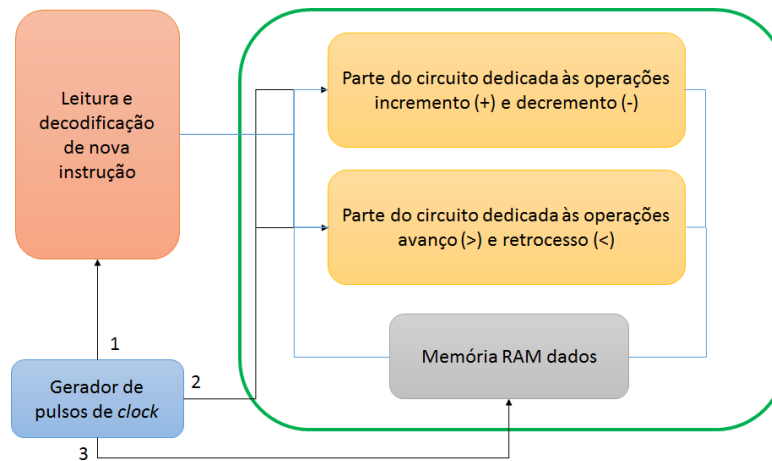 Leitura e
decodificação
de nova
instrução
Parte do circuito dedicada às operações
incremento (+) e decremento (-)
Parte do circuito dedicada às operações
avanço (>) e retrocesso (<)
Memória RAM dados
1
2
Gerador de
pulsos de clock
3